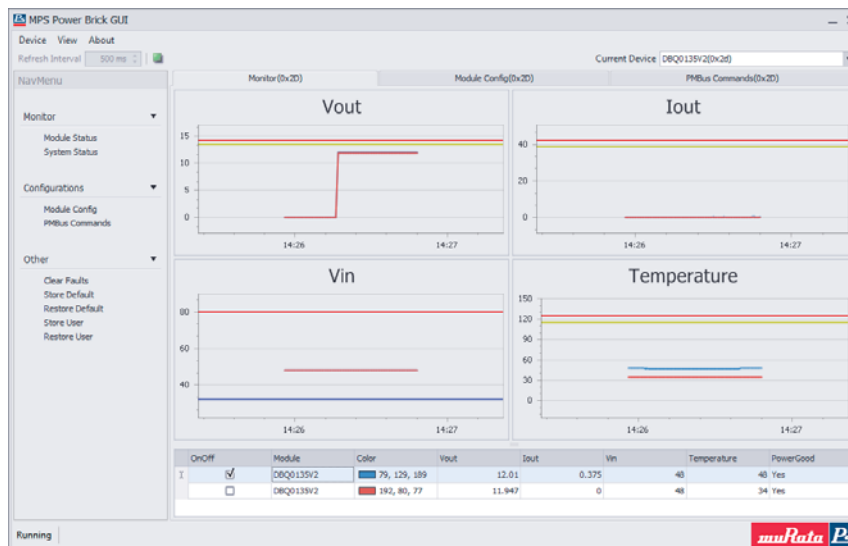 MPS Power Brick GUI
Device View About
Refresh Interval 500 ms
Current Device DBQ0135V2(0x2d)
NavMenu
Monitor
Module Status
System Status
Configurations
Module Config
PMBus Commands
Other
Clear Faults
Store Default
Restore Default
Store User
Restore User
Monitor(0x2D) Module Config(0x2D) PMBus Commands(0x2D)
Vout
15
10
5
0
14:26 14:27
Iout
40
20
0
14:26 14:27
Vin
80
60
40
14:26 14:27
Temperature
150
120
90
60
30
0
14:26 14:27
OnOff Module Color Vout Iout Vin Temperature PowerGood
DBQ0135V2 79, 129, 189 12.01 0.375 48 48 Yes
DBQ0135V2 192, 80, 77 11.947 0 48 34 Yes
Running
muRata Ps